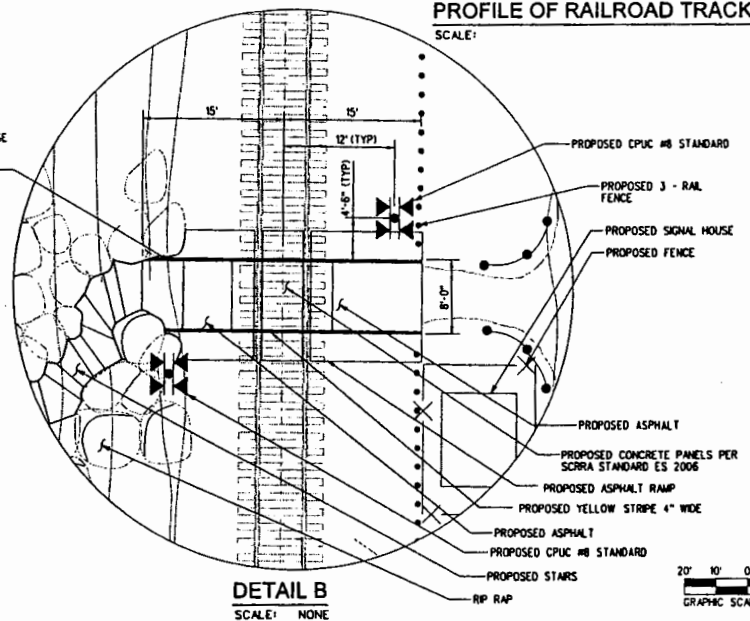 PROFILE OF RAILROAD TRACK
SCALE:
15'
15'
12' (TYP)
4'-6" (TYP)
8'-0"
PROPOSED CPUC #8 STANDARD
PROPOSED 3 - RAIL
FENCE
PROPOSED SIGNAL HOUSE
PROPOSED FENCE
PROPOSED ASPHALT
PROPOSED CONCRETE PANELS PER
SCRRA STANDARD ES 2006
PROPOSED ASPHALT RAMP
PROPOSED YELLOW STRIPE 4" WIDE
PROPOSED ASPHALT
PROPOSED CPUC #8 STANDARD
PROPOSED STAIRS
RIP RAP
DETAIL B
SCALE: NONE
20' 10' 0
GRAPHIC SCA